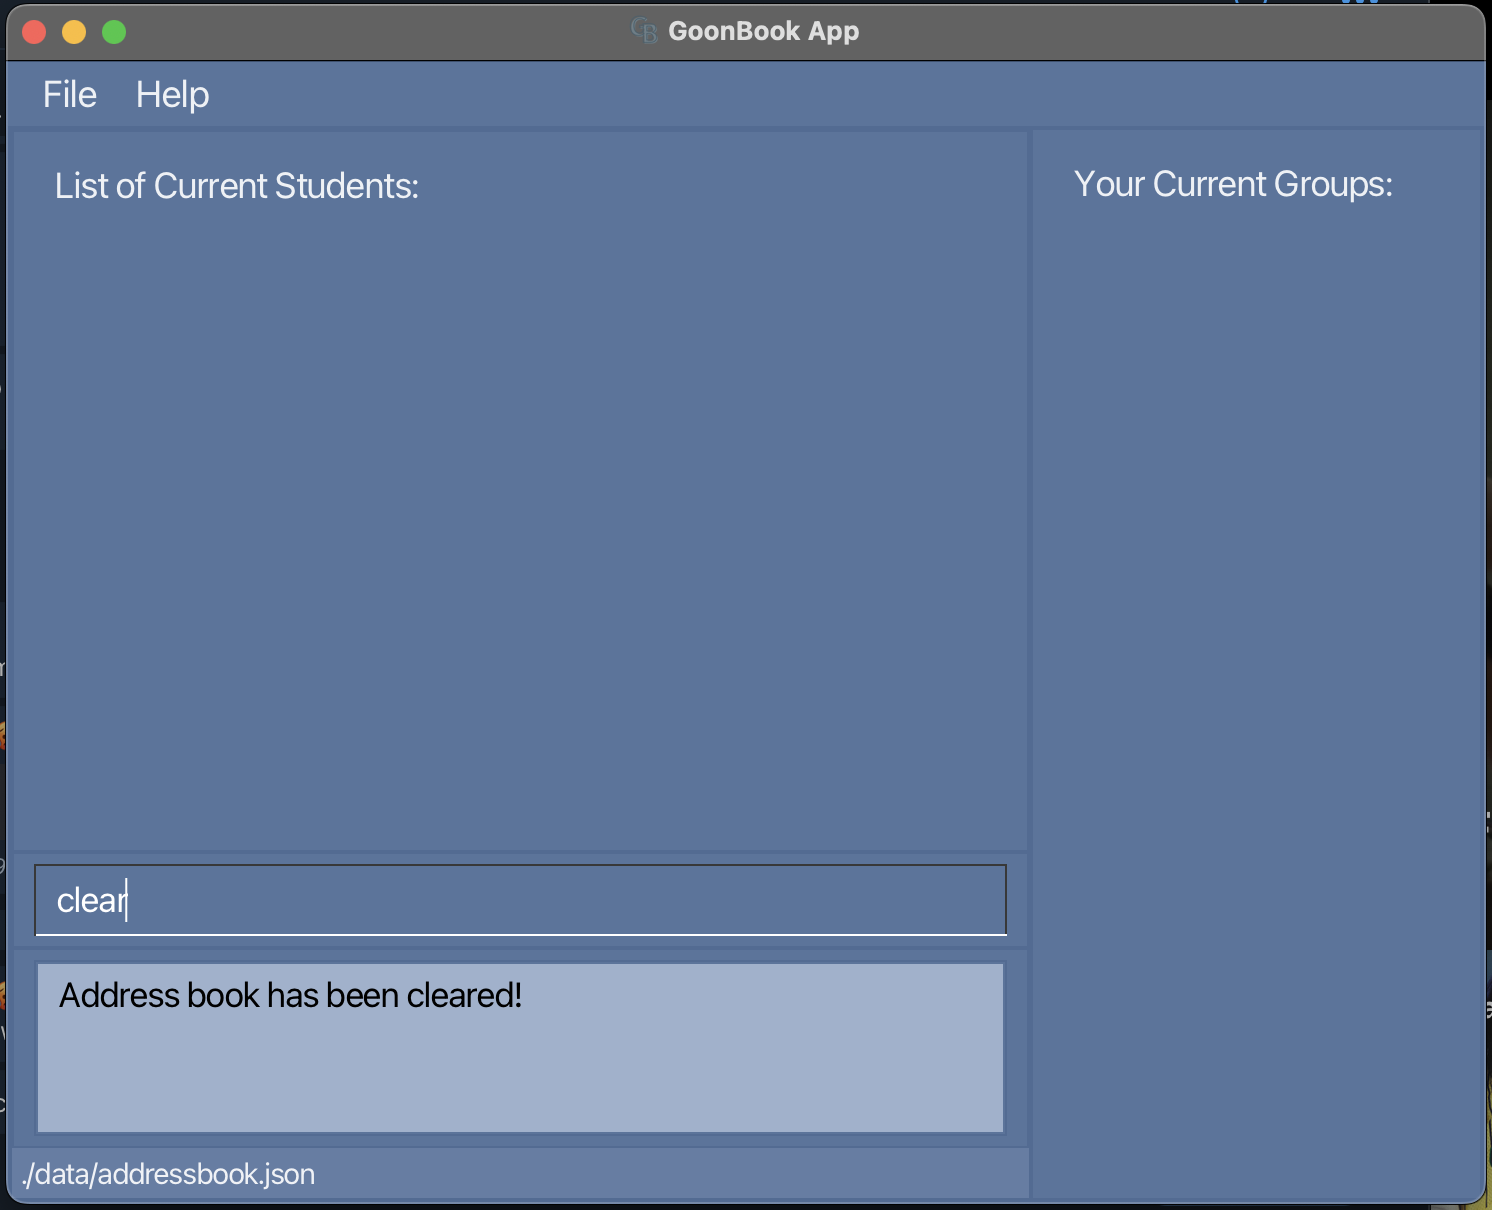 GoonBook App
File Help
List of Current Students:
Your Current Groups:
clear
Address book has been cleared!
./data/addressbook.json